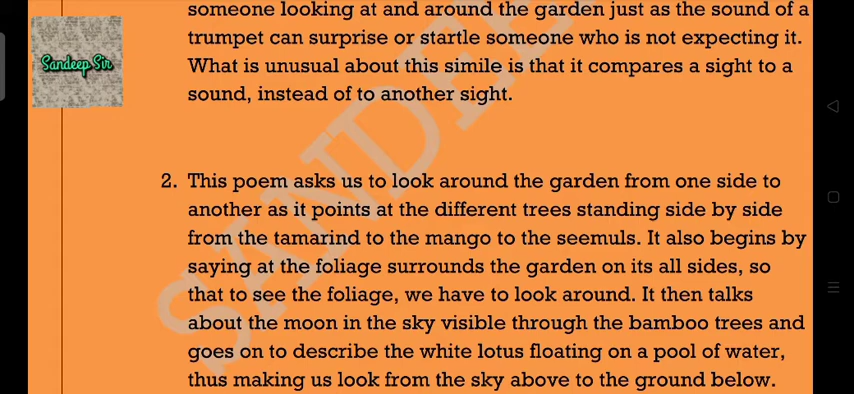 someone looking at and around the garden just as the sound of a
trumpet can surprise or startle someone who is not expecting it.
Sandeep Sir
What is unusual about this simile is that it compares a sight to a
sound, instead of to another sight.
2. This poem asks us to look around the garden from one side to
another as it points at the different trees standing side by side
from the tamarind to the mango to the seemuls. It also begins by
saying at the foliage surrounds the garden on its all sides, so
that to see the foliage, we have to look around. It then talks
about the moon in the sky visible through the bamboo trees and
goes on to describe the white lotus floating on a pool of water,
thus making us look from the sky above to the ground below.
SANDEE